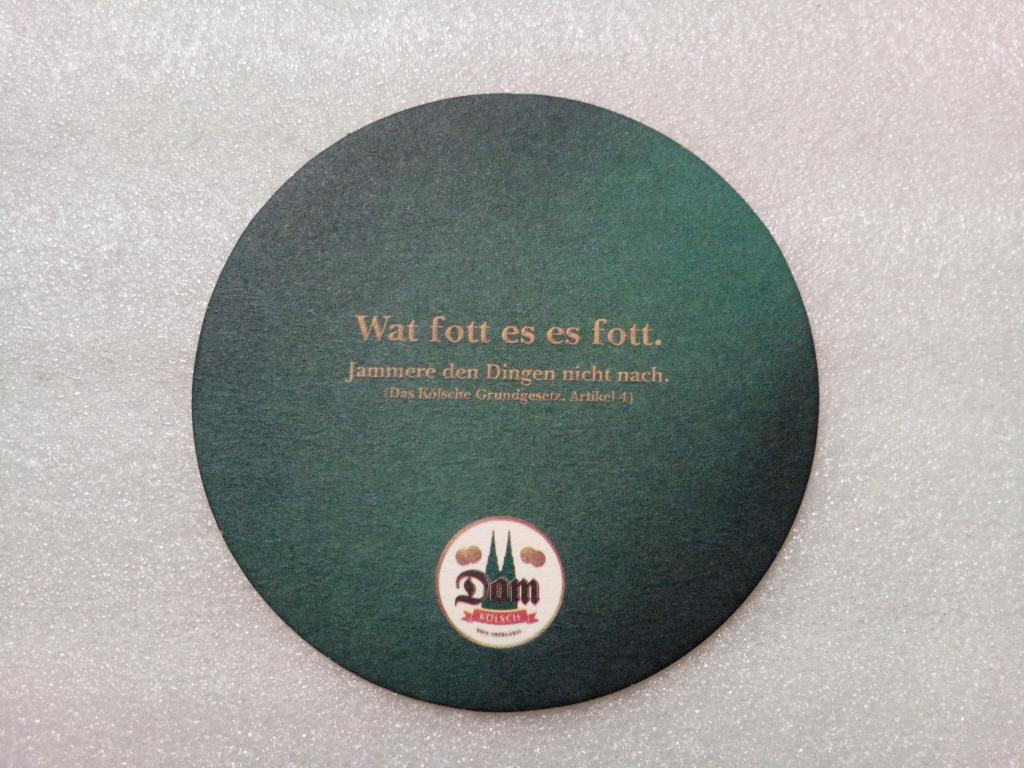 Wat fott es es fott.
Jammere den Dingen nicht nach.
(Das Kölsche Grundgesetz. Artikel 4)
Dom
KÖLSCH